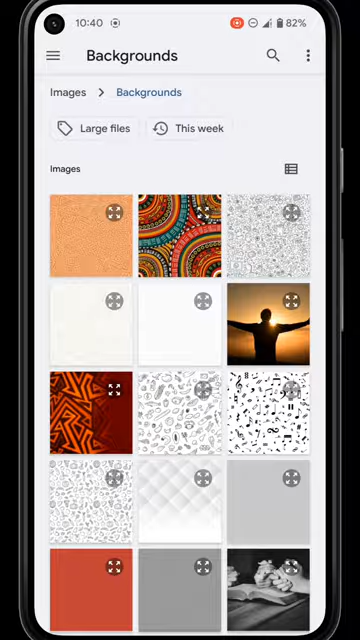 10:40
82%
Backgrounds
Images
Backgrounds
Large files
This week
Images